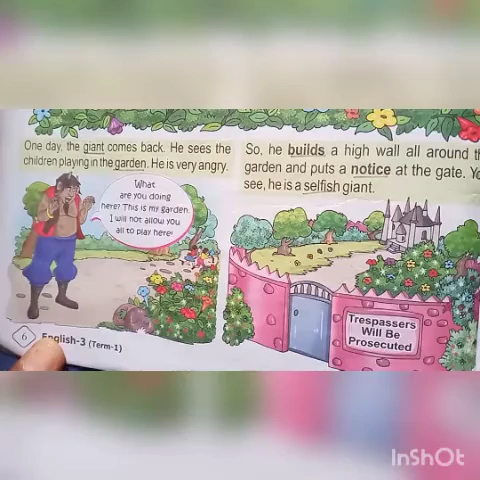 One day, the giant comes back. He sees the
children playing in the garden. He is very angry.
What
are you doing
here? This is my garden.
I will not allow you
all to play here!
So, he builds a high wall all around
garden and puts a notice at the gate.
see, he is a selfish giant.
Trespassers
Will Be
Prosecuted
6 English-3 (Term-1)
InShOt